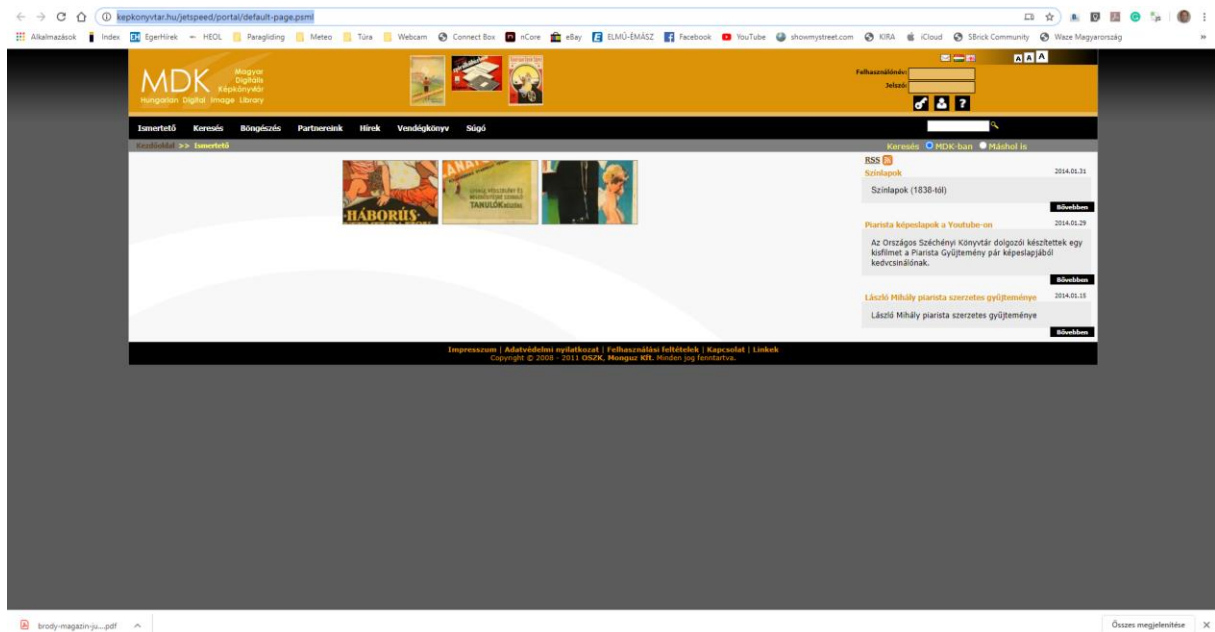 kepkonyvtar.hu/jetspeed/portal/default-page.psml
Alkalmazások Index EgerHírek HEOL Paragliding Meteo Túra Webcam Connect Box nCore eBay ELMŰ-ÉMÁSZ Facebook YouTube showmystreet.com KIRA iCloud SBrick Community Waze Magyarország
MDK Magyar Digitális Képkönyvtár
Hungarian Digital Image Library
A A A
Felhasználónév:
Jelszó:
Ismertető Keresés Böngészés Partnereink Hírek Vendégkönyv Súgó
Kezdőoldal >> Ismertető
Keresés MDK-ban Máshol is
HÁBORÚS
TANULÓK
RSS
Színlapok 2014.01.31
Színlapok (1838-tól)
Bővebben
Piarista képeslapok a Youtube-on 2014.01.29
Az Országos Széchényi Könyvtár dolgozói készítettek egy
kisfilmet a Piarista Gyűjtemény pár képeslapjából
kedvcsinálónak.
Bővebben
László Mihály piarista szerzetes gyűjteménye 2014.01.15
László Mihály piarista szerzetes gyűjteménye
Bővebben
Impresszum | Adatvédelmi nyilatkozat | Felhasználási feltételek | Kapcsolat | Linkek
Copyright © 2008 - 2011 OSZK, Monguz Kft. Minden jog fenntartva.
brody-magazin-ju....pdf
Összes megjelenítése